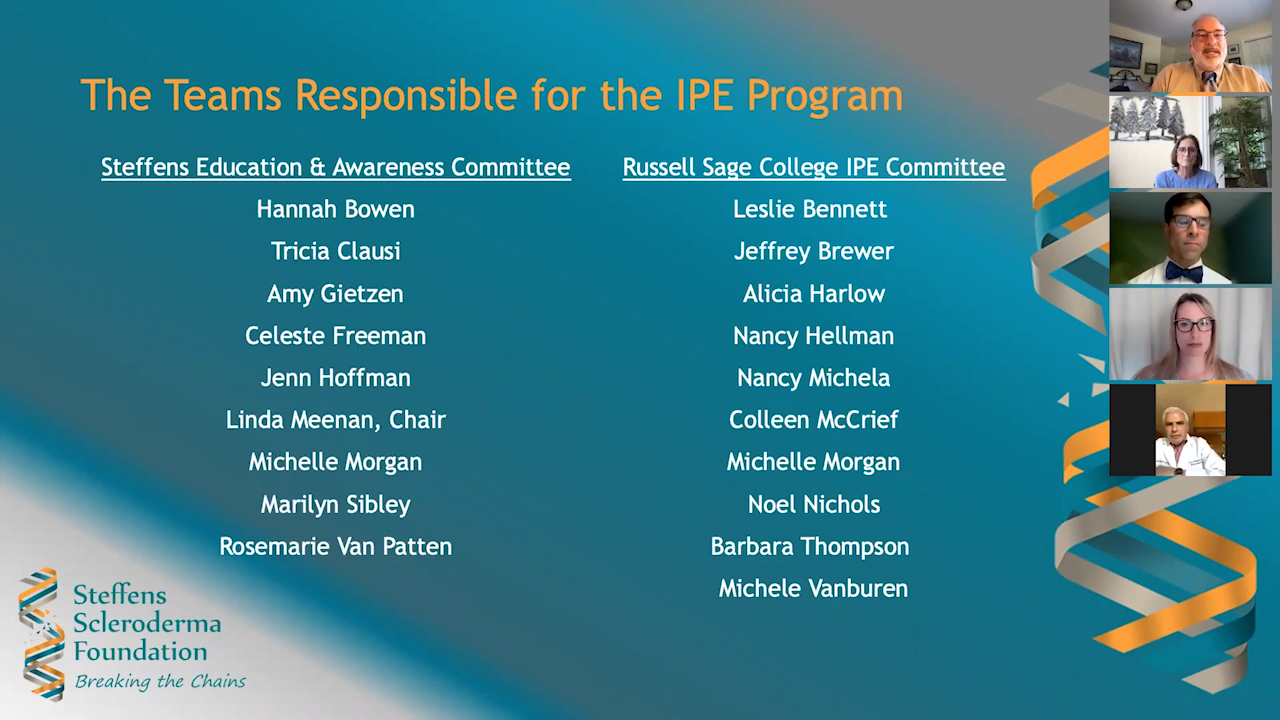 The Teams Responsible for the IPE Program
Steffens Education & Awareness Committee
Hannah Bowen
Tricia Clausi
Amy Gietzen
Celeste Freeman
Jenn Hoffman
Linda Meenan, Chair
Michelle Morgan
Marilyn Sibley
Rosemarie Van Patten
Russell Sage College IPE Committee
Leslie Bennett
Jeffrey Brewer
Alicia Harlow
Nancy Hellman
Nancy Michela
Colleen McCrief
Michelle Morgan
Noel Nichols
Barbara Thompson
Michele Vanburen
Steffens
Scleroderma
Foundation
Breaking the Chains